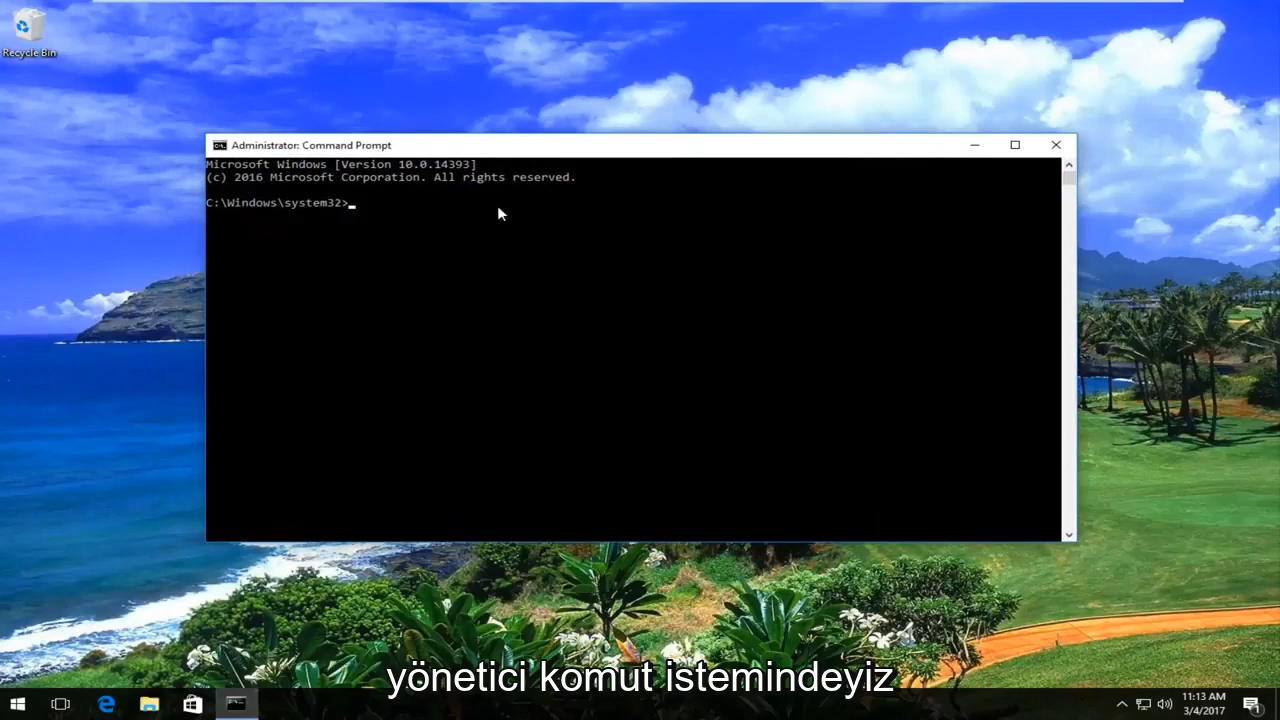 Recycle Bin
Administrator: Command Prompt
Microsoft Windows [Version 10.0.14393]
(c) 2016 Microsoft Corporation. All rights reserved.
C:\Windows\system32>
yönetici komut istemindeyiz
11:13 AM
3/4/2017
1